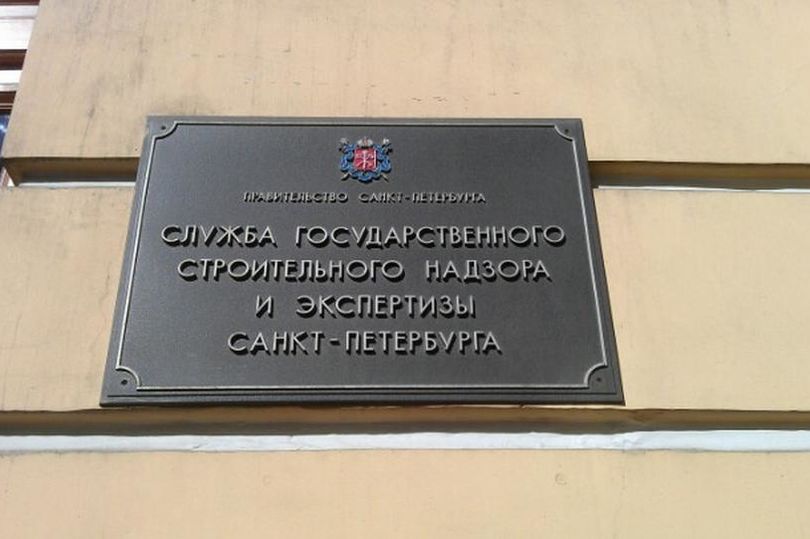 ПРАВИТЕЛЬСТВО САНКТ-ПЕТЕРБУРГА
СЛУЖБА ГОСУДАРСТВЕННОГО
СТРОИТЕЛЬНОГО НАДЗОРА
И ЭКСПЕРТИЗЫ
САНКТ-ПЕТЕРБУРГА